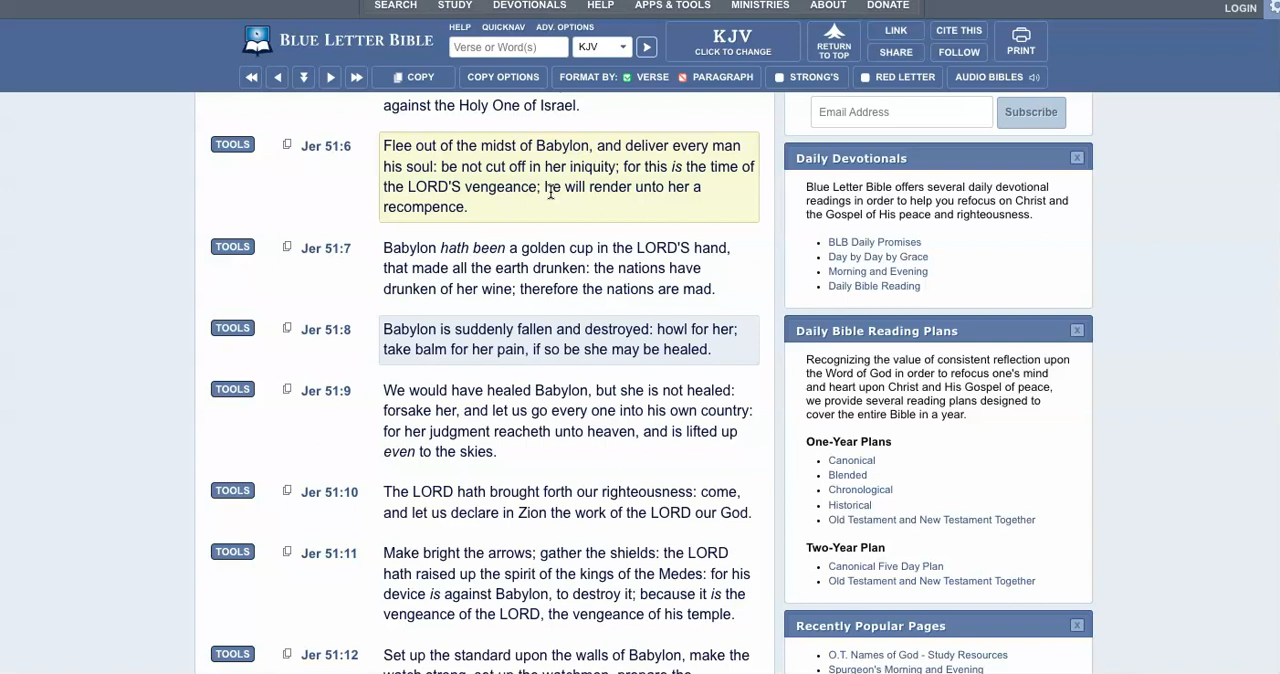 SEARCH STUDY DEVOTIONALS HELP APPS & TOOLS MINISTRIES ABOUT DONATE
LOGIN
BLUE LETTER BIBLE
HELP QUICKNAV ADV. OPTIONS
Verse or Word(s) KJV
KJV
CLICK TO CHANGE
RETURN
TO TOP
LINK CITE THIS
SHARE FOLLOW
PRINT
COPY COPY OPTIONS FORMAT BY: VERSE PARAGRAPH STRONG'S RED LETTER AUDIO BIBLES
against the Holy One of Israel.
TOOLS Jer 51:6 Flee out of the midst of Babylon, and deliver every man
his soul: be not cut off in her iniquity; for this is the time of
the LORD'S vengeance; he will render unto her a
recompence.
TOOLS Jer 51:7 Babylon hath been a golden cup in the LORD'S hand,
that made all the earth drunken: the nations have
drunken of her wine; therefore the nations are mad.
TOOLS Jer 51:8 Babylon is suddenly fallen and destroyed: howl for her;
take balm for her pain, if so be she may be healed.
TOOLS Jer 51:9 We would have healed Babylon, but she is not healed:
forsake her, and let us go every one into his own country:
for her judgment reacheth unto heaven, and is lifted up
even to the skies.
TOOLS Jer 51:10 The LORD hath brought forth our righteousness: come,
and let us declare in Zion the work of the LORD our God.
TOOLS Jer 51:11 Make bright the arrows; gather the shields: the LORD
hath raised up the spirit of the kings of the Medes: for his
device is against Babylon, to destroy it; because it is the
vengeance of the LORD, the vengeance of his temple.
TOOLS Jer 51:12 Set up the standard upon the walls of Babylon, make the
watch strong, set up the watchmen, prepare the
Email Address Subscribe
Daily Devotionals x
Blue Letter Bible offers several daily devotional
readings in order to help you refocus on Christ and
the Gospel of His peace and righteousness.
BLB Daily Promises
Day by Day by Grace
Morning and Evening
Daily Bible Reading
Daily Bible Reading Plans x
Recognizing the value of consistent reflection upon
the Word of God in order to refocus one's mind
and heart upon Christ and His Gospel of peace,
we provide several reading plans designed to
cover the entire Bible in a year.
One-Year Plans
Canonical
Blended
Chronological
Historical
Old Testament and New Testament Together
Two-Year Plan
Canonical Five Day Plan
Old Testament and New Testament Together
Recently Popular Pages x
O.T. Names of God - Study Resources
Spurgeon's Morning and Evening